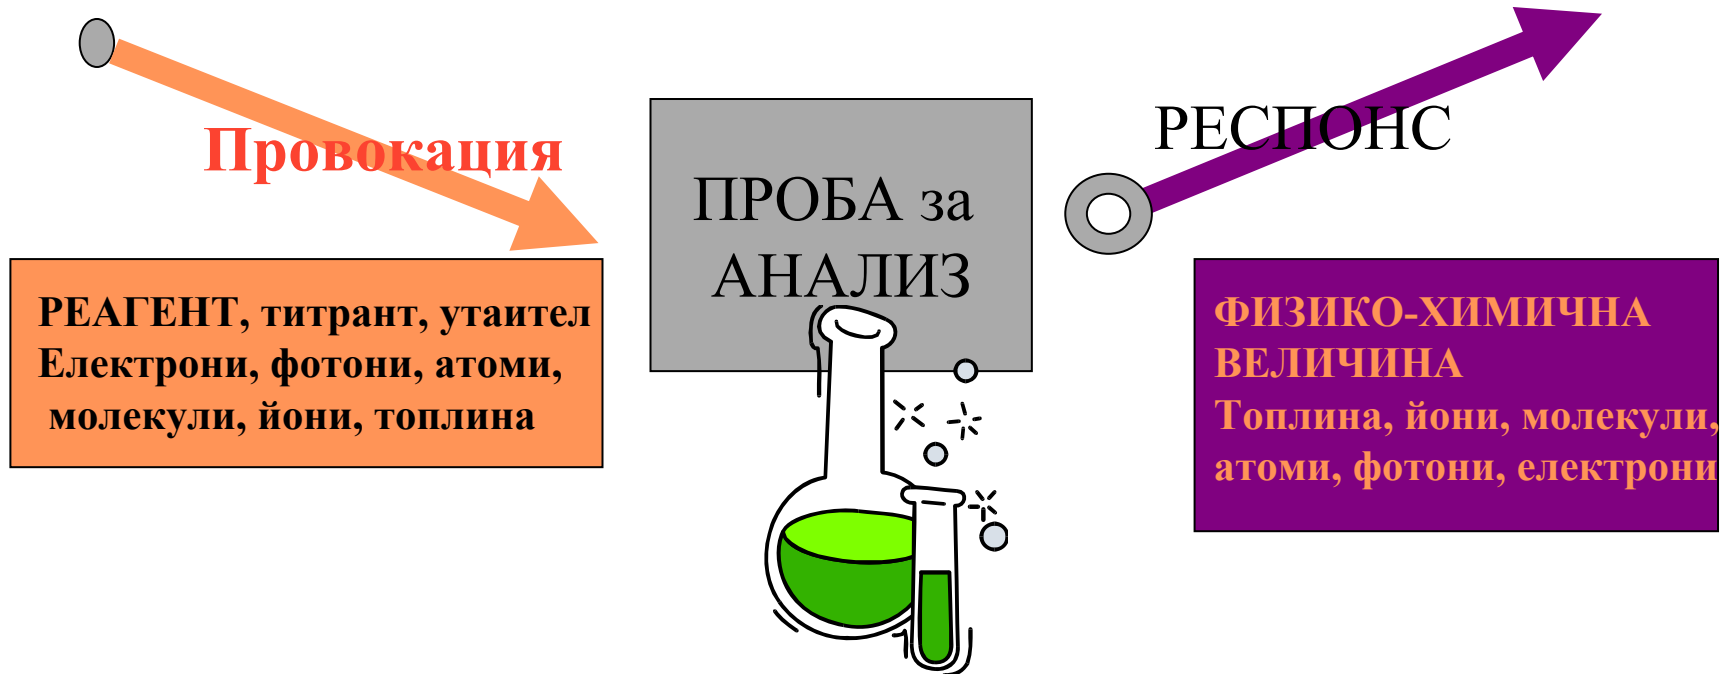 Провокация
РЕАГЕНТ, титрант, утаител
Електрони, фотони, атоми,
молекули, йони, топлина
ПРОБА за
АНАЛИЗ
РЕСПОНС
ФИЗИКО-ХИМИЧНА
ВЕЛИЧИНА
Топлина, йони, молекули,
атоми, фотони, електрони